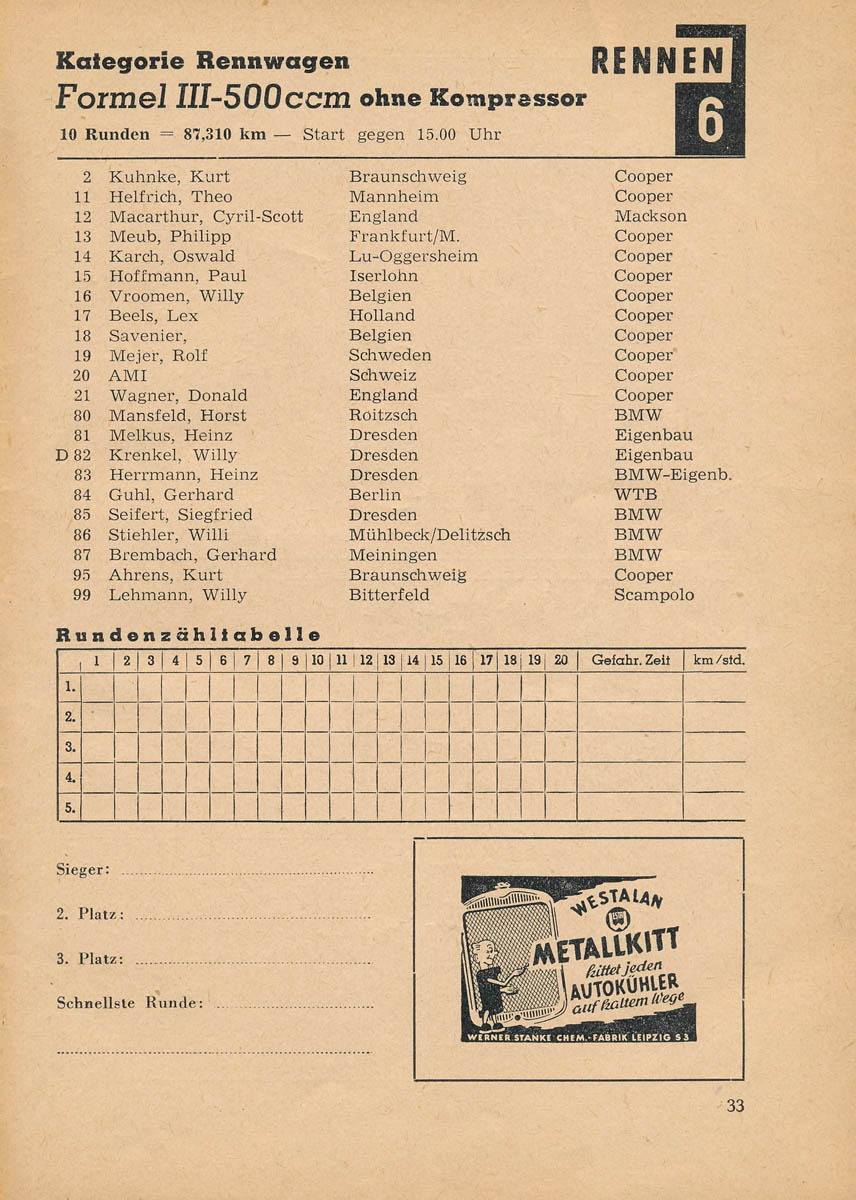 Kategorie Rennwagen
Formel III-500ccm ohne Kompressor
10 Runden = 87,310 km — Start gegen 15.00 Uhr
RENNEN
6
2 Kuhnke, Kurt Braunschweig Cooper
11 Helfrich, Theo Mannheim Cooper
12 Macarthur, Cyril-Scott England Mackson
13 Meub, Philipp Frankfurt/M. Cooper
14 Karch, Oswald Lu-Oggersheim Cooper
15 Hoffmann, Paul Iserlohn Cooper
16 Vroomen, Willy Belgien Cooper
17 Beels, Lex Holland Cooper
18 Savenier, Belgien Cooper
19 Mejer, Rolf Schweden Cooper
20 AMI Schweiz Cooper
21 Wagner, Donald England Cooper
80 Mansfeld, Horst Roitzsch BMW
81 Melkus, Heinz Dresden Eigenbau
D 82 Krenkel, Willy Dresden Eigenbau
83 Herrmann, Heinz Dresden BMW-Eigenb.
84 Guhl, Gerhard Berlin WTB
85 Seifert, Siegfried Dresden BMW
86 Stiehler, Willi Mühlbeck/Delitzsch BMW
87 Brembach, Gerhard Meiningen BMW
95 Ahrens, Kurt Braunschweig Cooper
99 Lehmann, Willy Bitterfeld Scampolo
Rundenzähltabelle
1 2 3 4 5 6 7 8 9 10 11 12 13 14 15 16 17 18 19 20 Gefahr. Zeit km/std.
1.
2.
3.
4.
5.
Sieger:
2. Platz:
3. Platz:
Schnellste Runde:
WESTALAN
METALLKITT
kittet jeden
AUTOKÜHLER
auf kaltem Wege
WERNER STANKE CHEM.-FABRIK LEIPZIG S 3
33